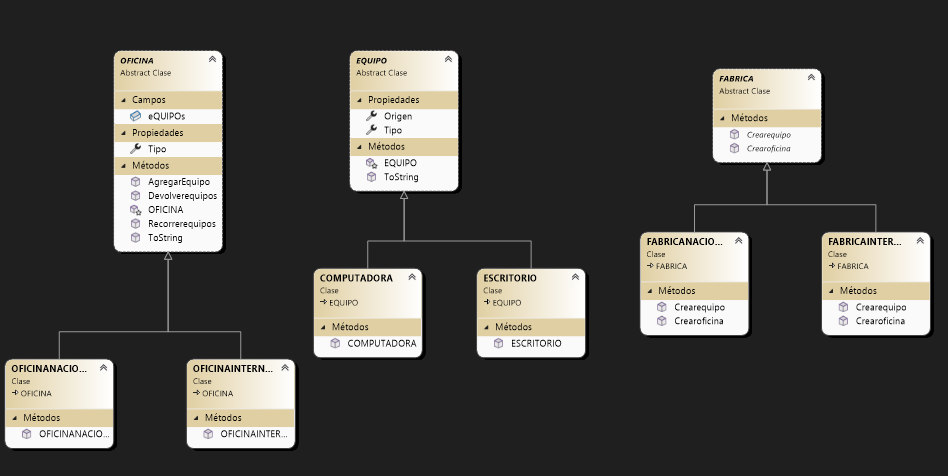 OFICINA
Abstract Clase
Campos
eQUIPOs
Propiedades
Tipo
Métodos
AgregarEquipo
Devolverequipos
OFICINA
Recorrerequipos
ToString
EQUIPO
Abstract Clase
Propiedades
Origen
Tipo
Métodos
EQUIPO
ToString
FABRICA
Abstract Clase
Métodos
Crearequipo
Crearoficina
COMPUTADORA
Clase
EQUIPO
Métodos
COMPUTADORA
ESCRITORIO
Clase
EQUIPO
Métodos
ESCRITORIO
FABRICANACIO...
Clase
FABRICA
Métodos
Crearequipo
Crearoficina
FABRICAINTER...
Clase
FABRICA
Métodos
Crearequipo
Crearoficina
OFICINANACIO...
Clase
OFICINA
Métodos
OFICINANACIO...
OFICINAINTERN...
Clase
OFICINA
Métodos
OFICINAINTER...